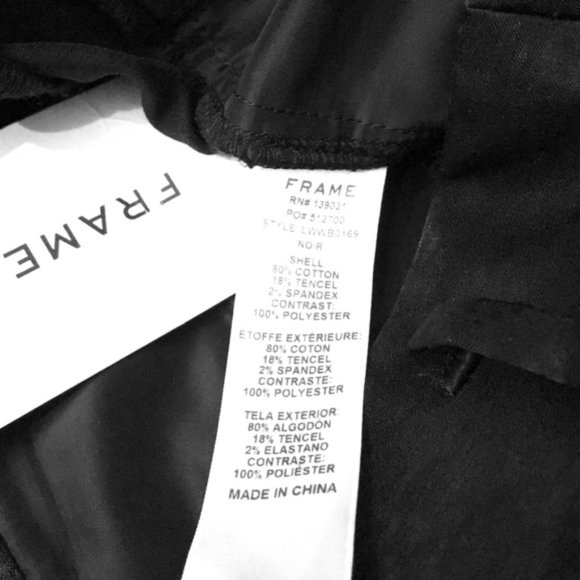 FRAME
FRAME
RN# 139021
PO# 512700
STYLE: LWWB0169
NOIR
SHELL
80% COTTON
18% TENCEL
2% SPANDEX
CONTRAST:
100% POLYESTER
ETOFFE EXTÉRIEURE:
80% COTON
18% TENCEL
2% SPANDEX
CONTRASTE:
100% POLYESTER
TELA EXTERIOR:
80% ALGODON
18% TENCEL
2% ELASTANO
CONTRASTE:
100% POLIÉSTER
MADE IN CHINA